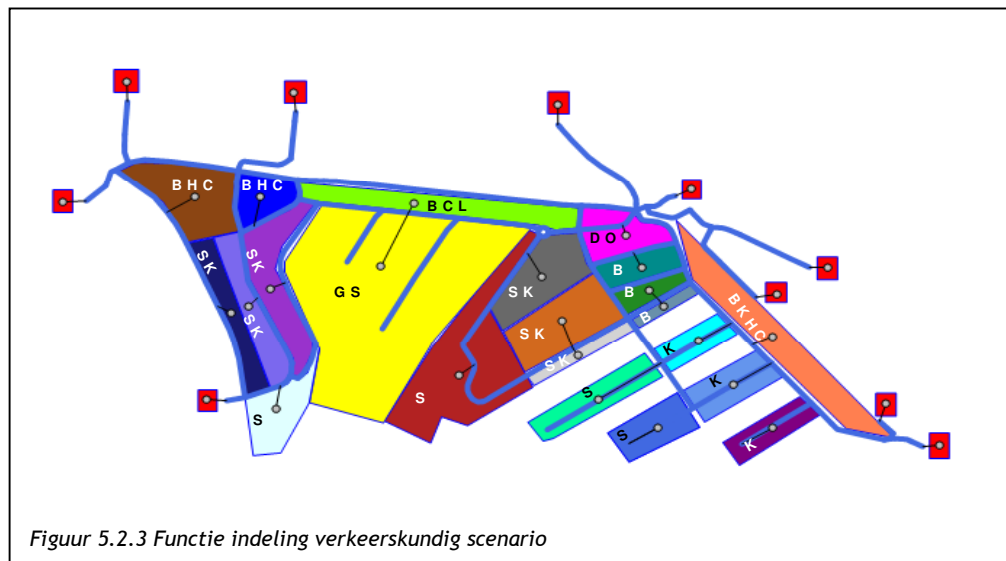 B H C
B H C
B C L
D O
S K
S K
S K
G S
B
B
B
B K H C
S K
S K
S K
K
K
K
S
S
S
S
Figuur 5.2.3 Functie indeling verkeerskundig scenario